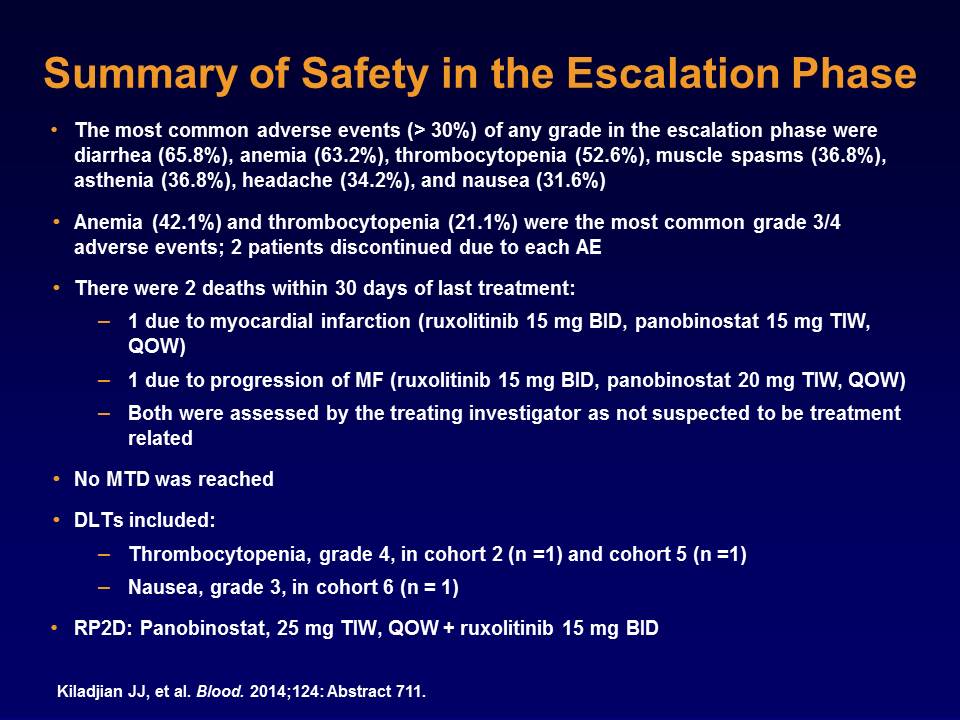 Summary of Safety in the Escalation Phase
• The most common adverse events (> 30%) of any grade in the escalation phase were
diarrhea (65.8%), anemia (63.2%), thrombocytopenia (52.6%), muscle spasms (36.8%),
asthenia (36.8%), headache (34.2%), and nausea (31.6%)
• Anemia (42.1%) and thrombocytopenia (21.1%) were the most common grade 3/4
adverse events; 2 patients discontinued due to each AE
• There were 2 deaths within 30 days of last treatment:
– 1 due to myocardial infarction (ruxolitinib 15 mg BID, panobinostat 15 mg TIW,
QOW)
– 1 due to progression of MF (ruxolitinib 15 mg BID, panobinostat 20 mg TIW, QOW)
– Both were assessed by the treating investigator as not suspected to be treatment
related
• No MTD was reached
• DLTs included:
– Thrombocytopenia, grade 4, in cohort 2 (n =1) and cohort 5 (n =1)
– Nausea, grade 3, in cohort 6 (n = 1)
• RP2D: Panobinostat, 25 mg TIW, QOW + ruxolitinib 15 mg BID
Kiladjian JJ, et al. Blood. 2014;124: Abstract 711.